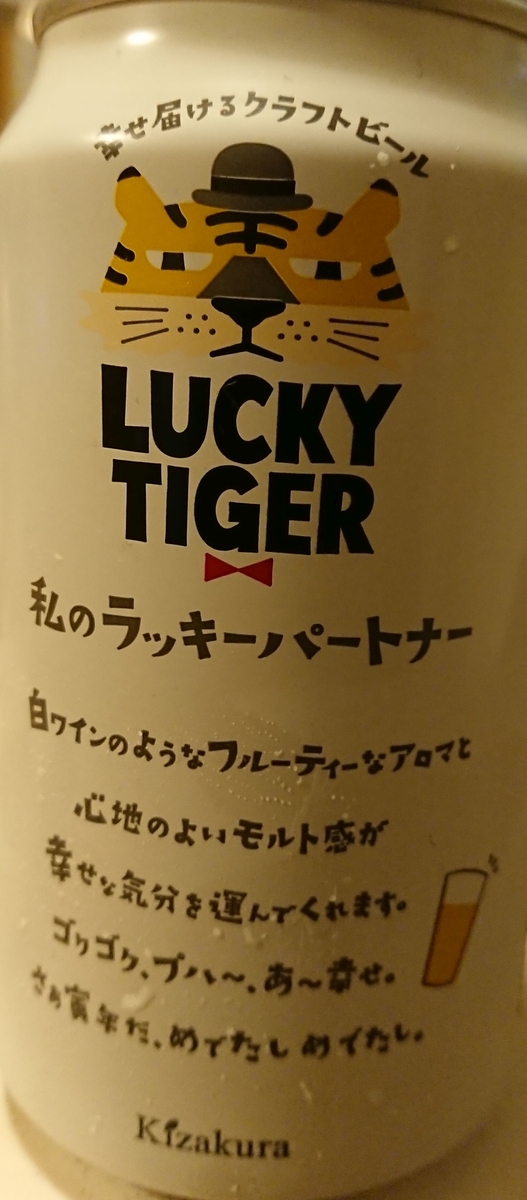 幸せ届けるクラフトビール
LUCKY
TIGER
私のラッキーパートナー
白ワインのようなフルーティーなアロマと
心地のよいモルト感が
幸せな気分を運んでくれます。
ゴクゴク、プハ〜、あ〜幸せ。
さぁ寅年だ、めでたし めでたし。
Kizakura